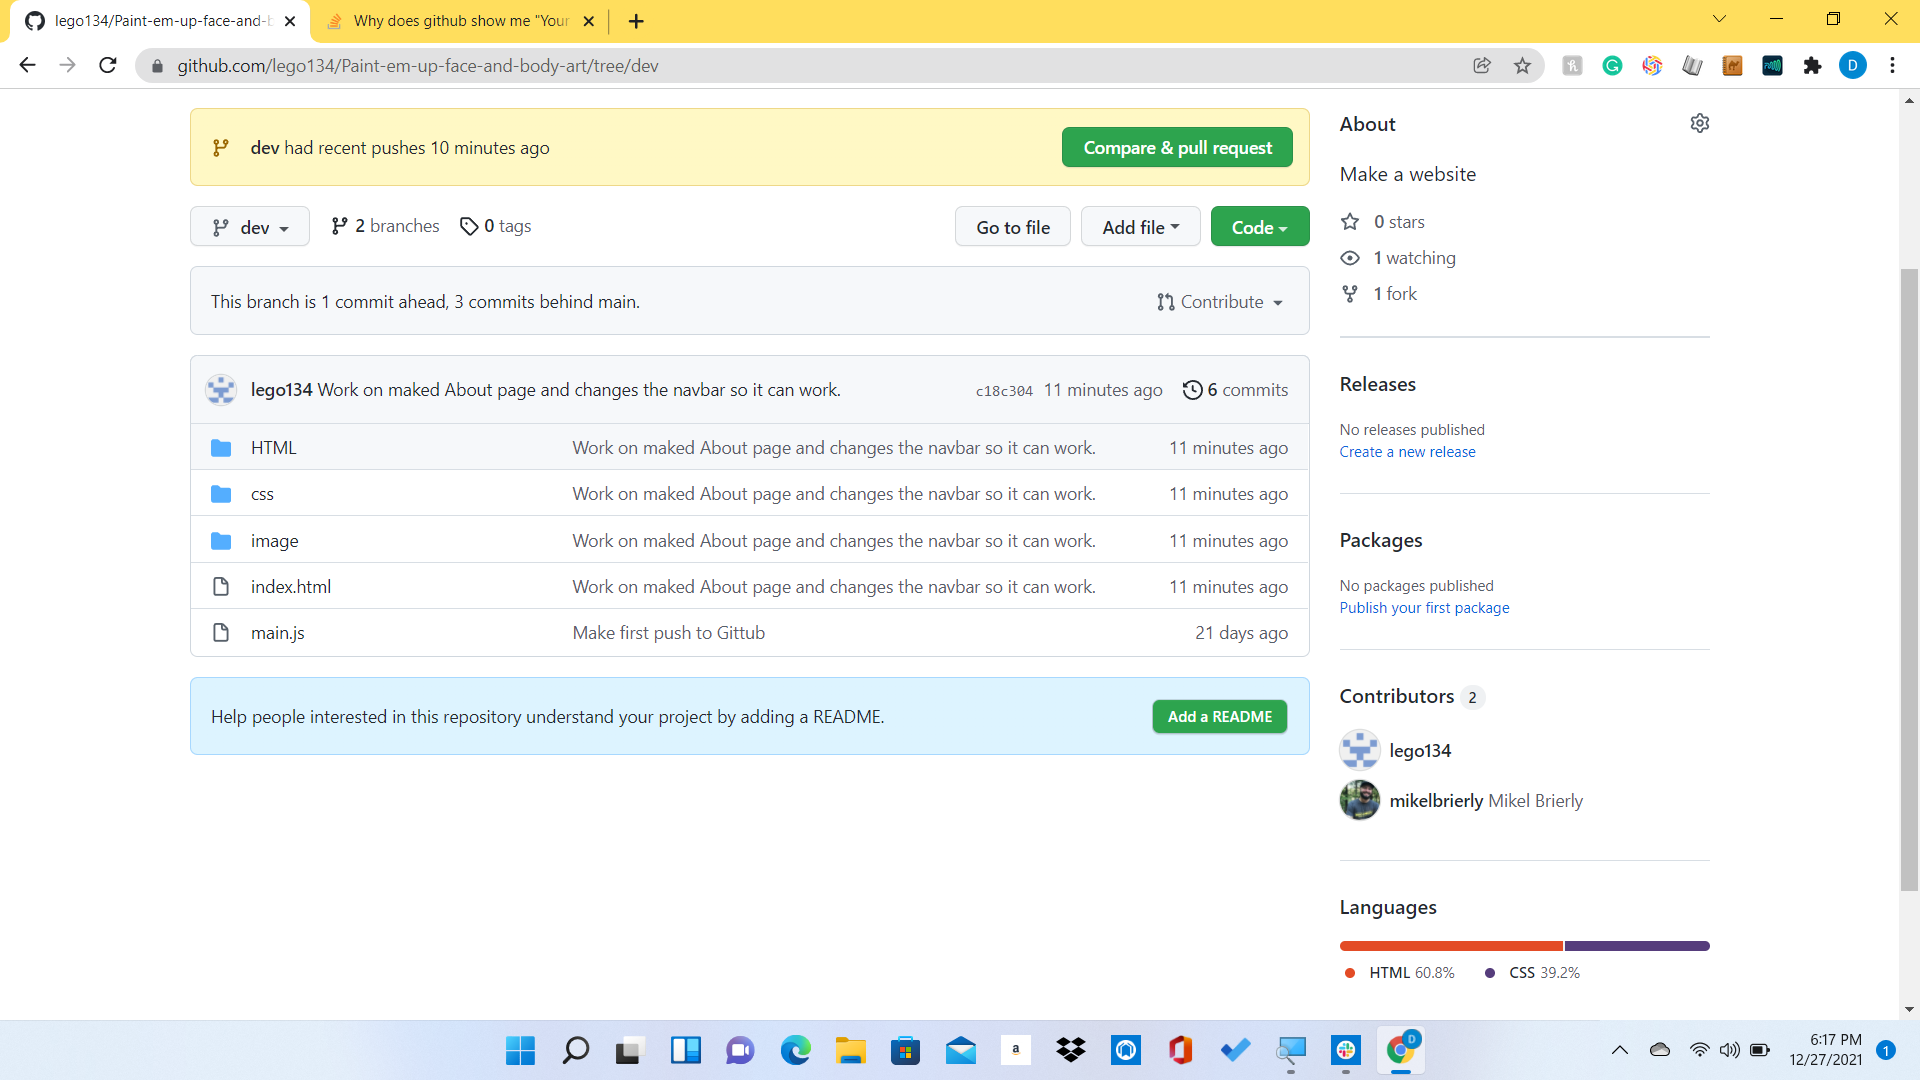 lego134/Paint-em-up-face-and-b
Why does github show me "Your
github.com/lego134/Paint-em-up-face-and-body-art/tree/dev
D
dev had recent pushes 10 minutes ago
Compare & pull request
dev
2 branches
0 tags
Go to file
Add file
Code
This branch is 1 commit ahead, 3 commits behind main.
Contribute
lego134 Work on maked About page and changes the navbar so it can work.
c18c304 11 minutes ago
6 commits
HTML Work on maked About page and changes the navbar so it can work. 11 minutes ago
css Work on maked About page and changes the navbar so it can work. 11 minutes ago
image Work on maked About page and changes the navbar so it can work. 11 minutes ago
index.html Work on maked About page and changes the navbar so it can work. 11 minutes ago
main.js Make first push to Gittub 21 days ago
Help people interested in this repository understand your project by adding a README.
Add a README
About
Make a website
0 stars
1 watching
1 fork
Releases
No releases published
Create a new release
Packages
No packages published
Publish your first package
Contributors 2
lego134
mikelbrierly Mikel Brierly
Languages
HTML 60.8% CSS 39.2%
a
D
6:17 PM
12/27/2021
1